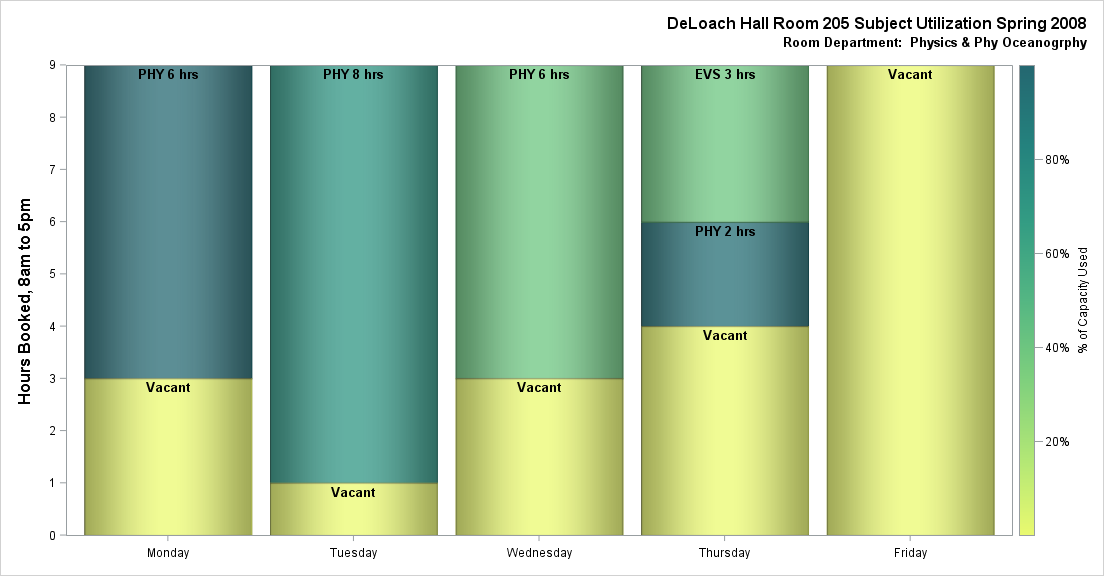 DeLoach Hall Room 205 Subject Utilization Spring 2008
Room Department:  Physics & Phy Oceanogrphy
Hours Booked, 8am to 5pm
9
8
7
6
5
4
3
2
1
0
PHY 6 hrs
Vacant
PHY 8 hrs
Vacant
PHY 6 hrs
Vacant
EVS 3 hrs
PHY 2 hrs
Vacant
Vacant
Monday
Tuesday
Wednesday
Thursday
Friday
80%
60%
40%
20%
% of Capacity Used